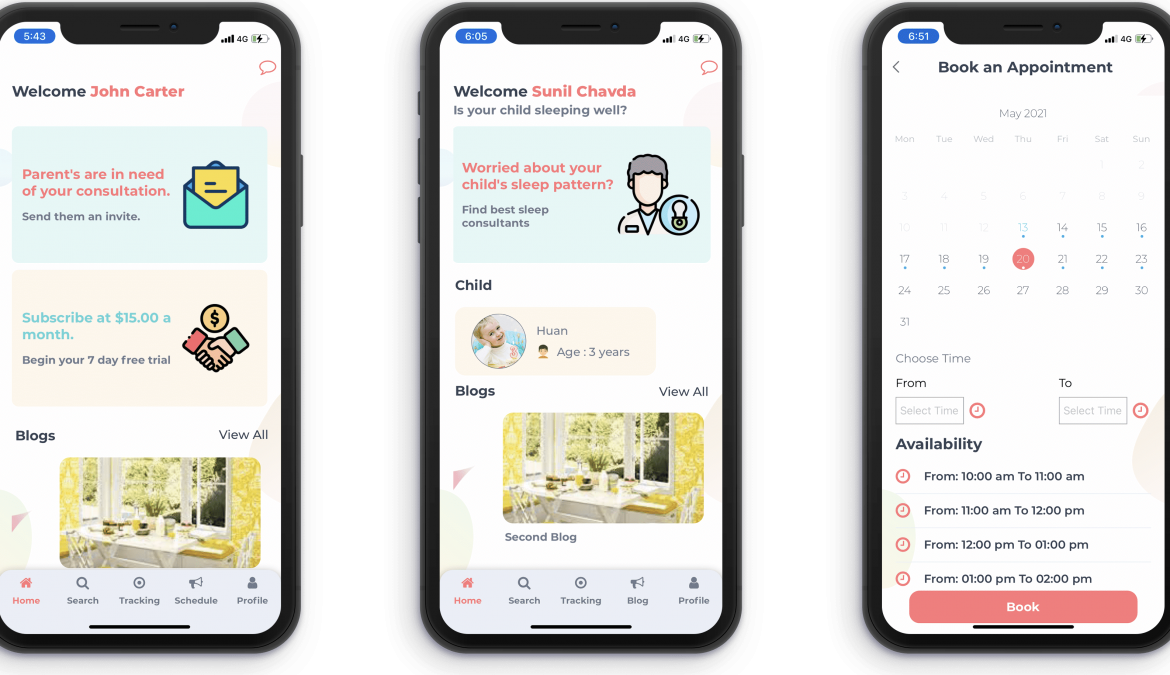 5:43
4G
Welcome John Carter
Parent's are in need
of your consultation.
Send them an invite.
Subscribe at $15.00 a
month.
Begin your 7 day free trial
Blogs
View All
Home
Search
Tracking
Schedule
Profile
6:05
4G
Welcome Sunil Chavda
Is your child sleeping well?
Worried about your
child's sleep pattern?
Find best sleep
consultants
Child
Huan
Age : 3 years
Blogs
View All
Second Blog
Home
Search
Tracking
Blog
Profile
6:51
4G
Book an Appointment
May 2021
Mon Tue Wed Thu Fri Sat Sun
1 2
3 4 5 6 7 8 9
10 11 12 13 14 15 16
17 18 19 20 21 22 23
24 25 26 27 28 29 30
31
Choose Time
From To
Select Time Select Time
Availability
From: 10:00 am To 11:00 am
From: 11:00 am To 12:00 pm
From: 12:00 pm To 01:00 pm
From: 01:00 pm To 02:00 pm
Book